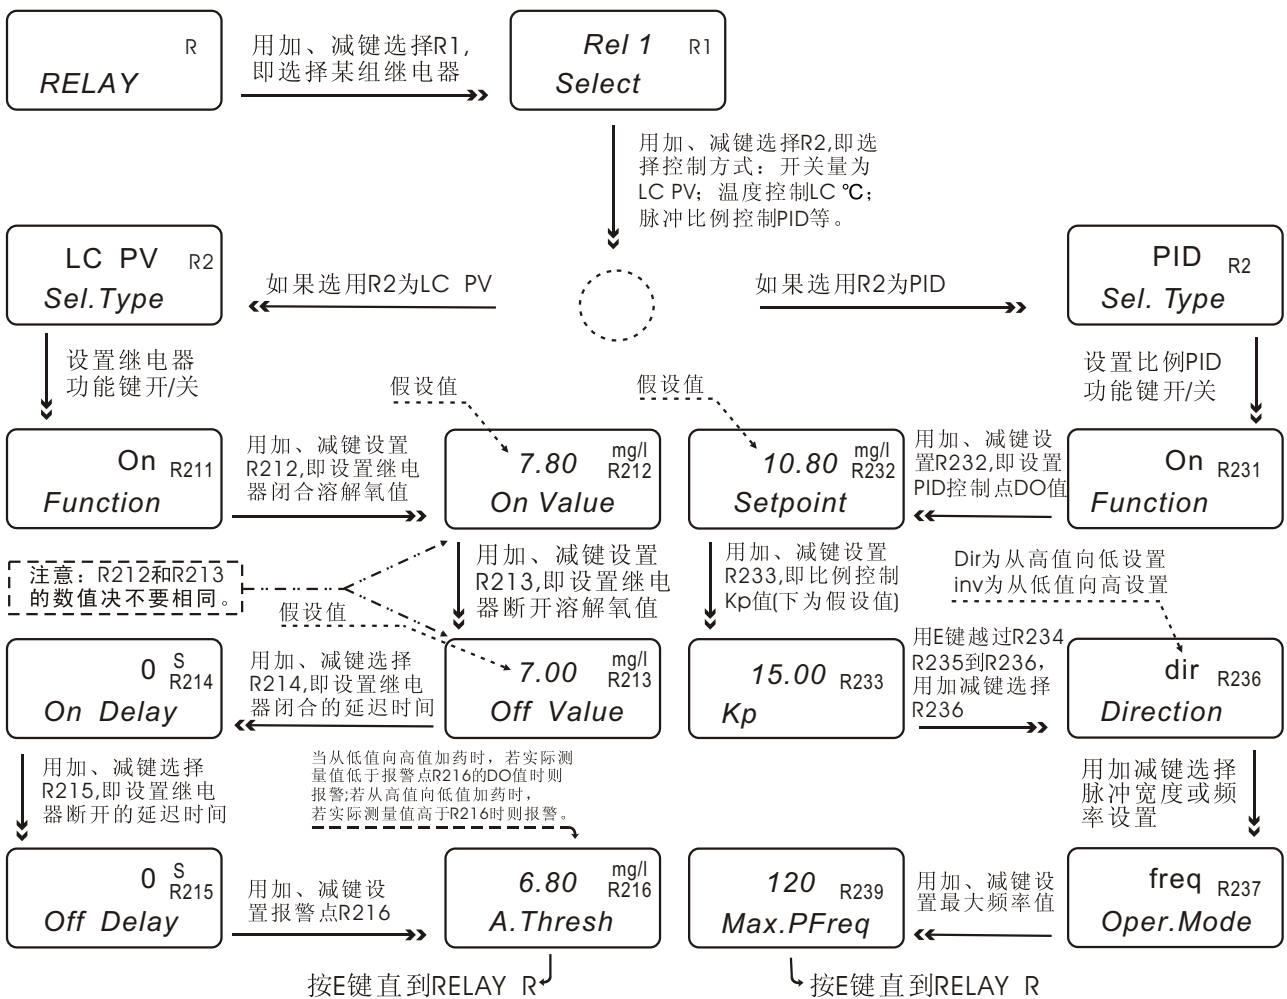 R
RELAY
用加、减键选择R1,
即选择某组继电器
Rel 1 R1
Select
用加、减键选择R2,即选
择控制方式：开关量为
LC PV；温度控制LC ℃；
脉冲比例控制PID等。
LC PV R2
Sel.Type
如果选用R2为LC PV
如果选用R2为PID
PID R2
Sel. Type
设置继电器
功能键开/关
假设值
假设值
设置比例PID
功能键开/关
On R211
Function
用加、减键设置
R212,即设置继电
器闭合溶解氧值
7.80 mg/l
R212
On Value
10.80 mg/l
R232
Setpoint
用加、减键设
置R232,即设置
PID控制点DO值
On R231
Function
注意：R212和R213
的数值决不要相同。
假设值
用加、减键设置
R213,即设置继电
器断开溶解氧值
用加、减键设置
R233,即比例控制
Kp值(下为假设值)
Dir为从高值向低设置
inv为从低值向高设置
0 S
R214
On Delay
用加、减键选择
R214,即设置继电
器闭合的延迟时间
7.00 mg/l
R213
Off Value
15.00 R233
Kp
用E键越过R234
R235到R236，
用加减键选择
R236
dir R236
Direction
用加、减键选择
R215,即设置继电
器断开的延迟时间
当从低值向高值加药时，若实际测
量值低于报警点R216的DO值时则
报警;若从高值向低值加药时，
若实际测量值高于R216时则报警。
用加减键选择
脉冲宽度或频
率设置
0 S
R215
Off Delay
用加、减键设
置报警点R216
6.80 mg/l
R216
A.Thresh
120 R239
Max.PFreq
用加、减键设
置最大频率值
freq R237
Oper.Mode
按E键直到RELAY R
按E键直到RELAY R